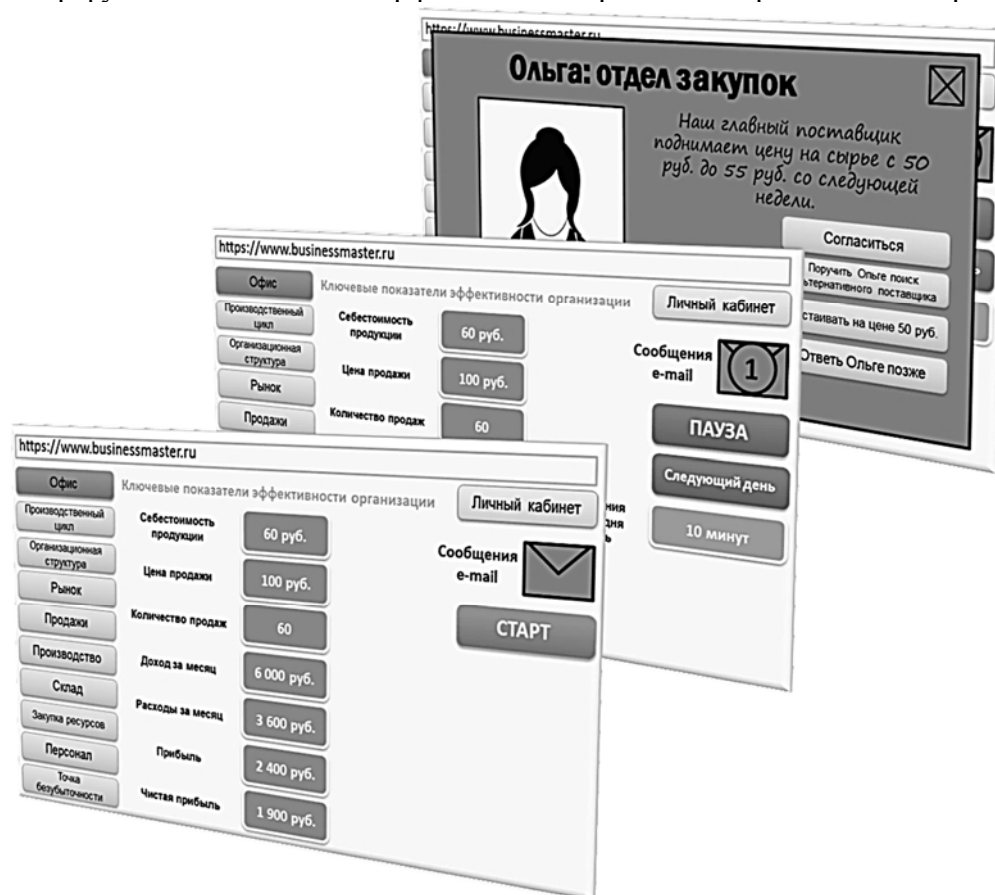 https://www.businessmaster.ru
Ольга: отдел закупок
Наш главный поставщик
поднимает цену на сырье с 50
руб. до 55 руб. со следующей
недели.
Согласиться
Поручить Ольге поиск
поставщика
на цене 50 руб.
Ольге позже
https://www.businessmaster.ru
Офис
Производственный
цикл
Организационная
структура
Рынок
Продажи
Ключевые показатели эффективности организации
Себестоимость
продукции
60 руб.
Цена продажи
100 руб.
Количество продаж
60
Личный кабинет
Сообщения
e-mail
1
ПАУЗА
Следующий день
10 минут
https://www.businessmaster.ru
Офис
Производственный
цикл
Организационная
структура
Рынок
Продажи
Производство
Склад
Закупка ресурсов
Персонал
Точка
безубыточности
Ключевые показатели эффективности организации
Себестоимость
продукции
60 руб.
Цена продажи
100 руб.
Количество продаж
60
Доход за месяц
6 000 руб.
Расходы за месяц
3 600 руб.
Прибыль
2 400 руб.
Чистая прибыль
1 900 руб.
Личный кабинет
Сообщения
e-mail
СТАРТ